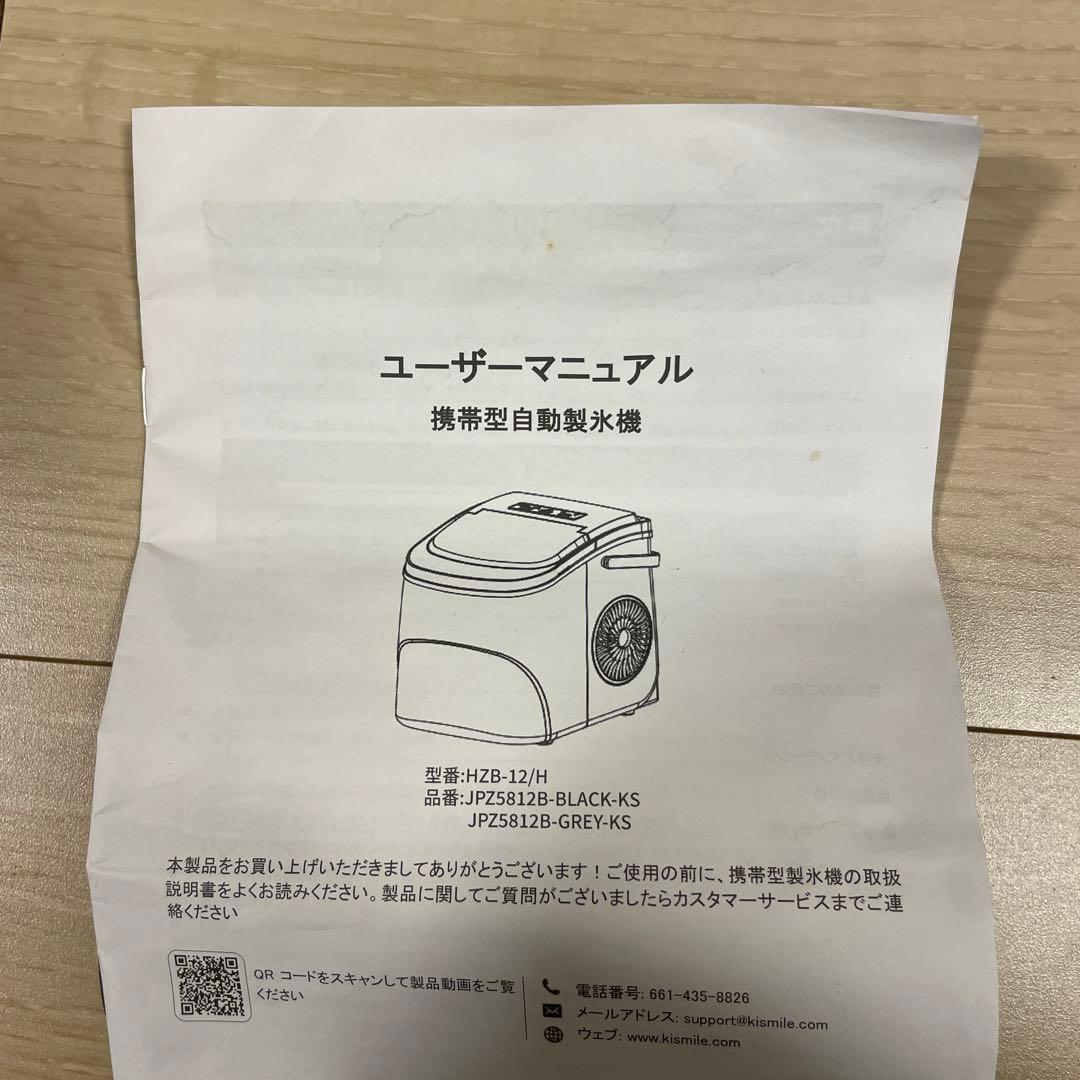 ユーザーマニュアル
携帯型自動製氷機
型番:HZB-12/H
品番:JPZ5812B-BLACK-KS
JPZ5812B-GREY-KS
本製品をお買い上げいただきましてありがとうございます！ご使用の前に、携帯型製氷機の取扱
説明書をよくお読みください。製品に関してご質問がございましたらカスタマーサービスまでご連
絡ください
QR コードをスキャンして製品動画をご覧
ください
電話番号: 661-435-8826
メールアドレス: support@kismile.com
ウェブ: www.kismile.com